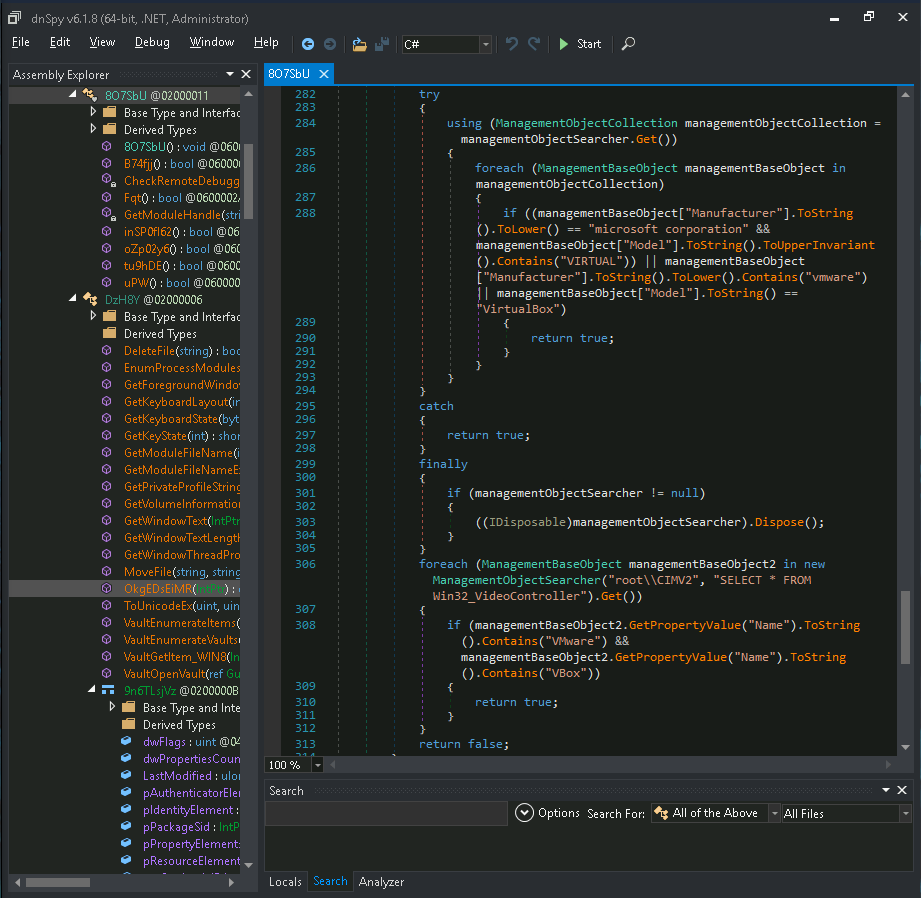 dnSpy v6.1.8 (64-bit, .NET, Administrator)
File Edit View Debug Window Help C# Start
Assembly Explorer
8O7SbU
8O7SbU @02000011
Base Type and Interfac
Derived Types
8O7SbU() : void @060
B74fjj() : bool @06000
CheckRemoteDebugg
Fqt() : bool @0600002
GetModuleHandle(stri
inSP0fI62() : bool @06
oZp02y6() : bool @06
tu9hDE() : bool @0600
uPW() : bool @060000
DzH8Y @02000006
Base Type and Interfac
Derived Types
DeleteFile(string) : boo
EnumProcessModules
GetForegroundWindo
GetKeyboardLayout(in
GetKeyboardState(byt
GetKeyState(int) : shor
GetModuleFileName(i
GetModuleFileNameE
GetPrivateProfileString
GetVolumeInformation
GetWindowText(IntPtr
GetWindowTextLength
GetWindowThreadPro
MoveFile(string, string
OkgEDsEiMR(IntPtr) :
ToUnicodeEx(uint, uin
VaultEnumerateItems(
VaultEnumerateVaults
VaultGetItem_WIN8(In
VaultOpenVault(ref Gu
9n6TLsjVz @0200000B
Base Type and Inte
Derived Types
dwFlags : uint @04
dwPropertiesCoun
LastModified : ulon
pAuthenticatorEle
pIdentityElement :
pPackageSid : IntP
pPropertyElement
pResourceElement
282 try
283 {
284 using (ManagementObjectCollection managementObjectCollection =
managementObjectSearcher.Get())
285 {
286 foreach (ManagementBaseObject managementBaseObject in
managementObjectCollection)
287 {
288 if ((managementBaseObject["Manufacturer"].ToString
().ToLower() == "microsoft corporation" &&
managementBaseObject["Model"].ToString().ToUpperInvariant
().Contains("VIRTUAL")) || managementBaseObject
["Manufacturer"].ToString().ToLower().Contains("vmware")
|| managementBaseObject["Model"].ToString() ==
"VirtualBox")
289 {
290 return true;
291 }
292 }
293 }
294 }
295 catch
296 {
297 return true;
298 }
299 finally
300 {
301 if (managementObjectSearcher != null)
302 {
303 ((IDisposable)managementObjectSearcher).Dispose();
304 }
305 }
306 foreach (ManagementBaseObject managementBaseObject2 in new
ManagementObjectSearcher("root\\CIMV2", "SELECT * FROM
Win32_VideoController").Get())
307 {
308 if (managementBaseObject2.GetPropertyValue("Name").ToString
().Contains("VMware") &&
managementBaseObject2.GetPropertyValue("Name").ToString
().Contains("VBox"))
309 {
310 return true;
311 }
312 }
313 return false;
100 %
Search
Options Search For: All of the Above All Files
Locals Search Analyzer